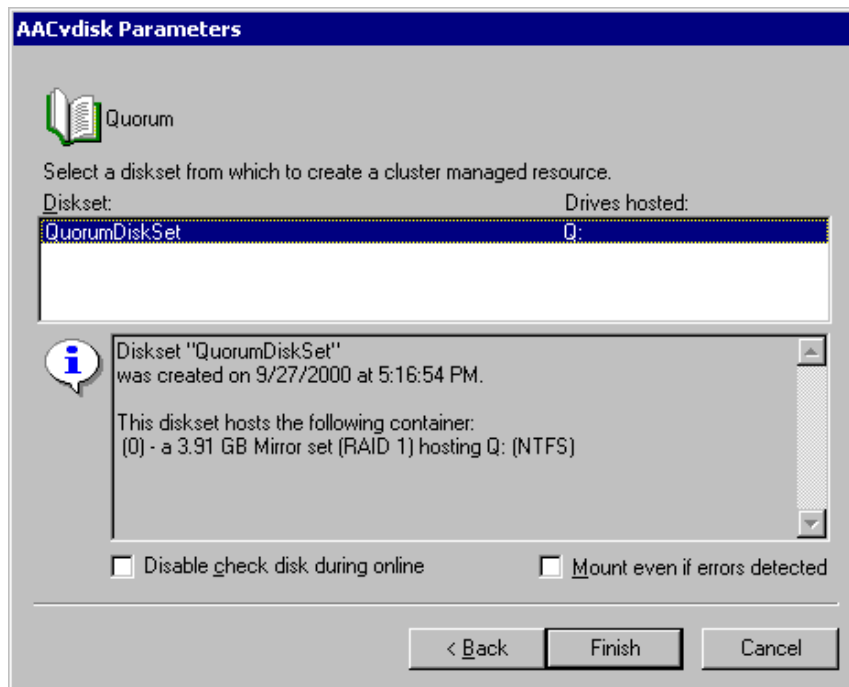 AACvdisk Parameters
Quorum
Select a diskset from which to create a cluster managed resource.
Diskset: Drives hosted:
QuorumDiskSet Q:
Diskset "QuorumDiskSet"
was created on 9/27/2000 at 5:16:54 PM.
This diskset hosts the following container:
(0) - a 3.91 GB Mirror set (RAID 1) hosting Q: (NTFS)
Disable check disk during online Mount even if errors detected
< Back Finish Cancel